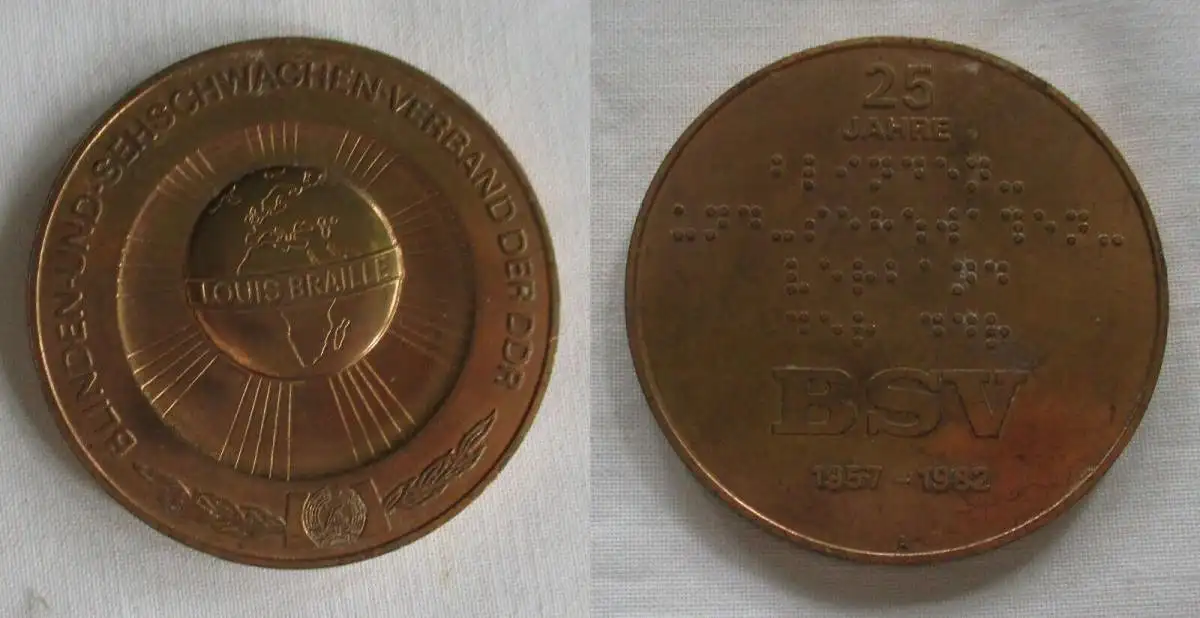 BLINDEN-UND-SEHSCHWACHEN-VERBAND DER DDR
LOUIS BRAILLE
25
JAHRE
BSV
1957 - 1982